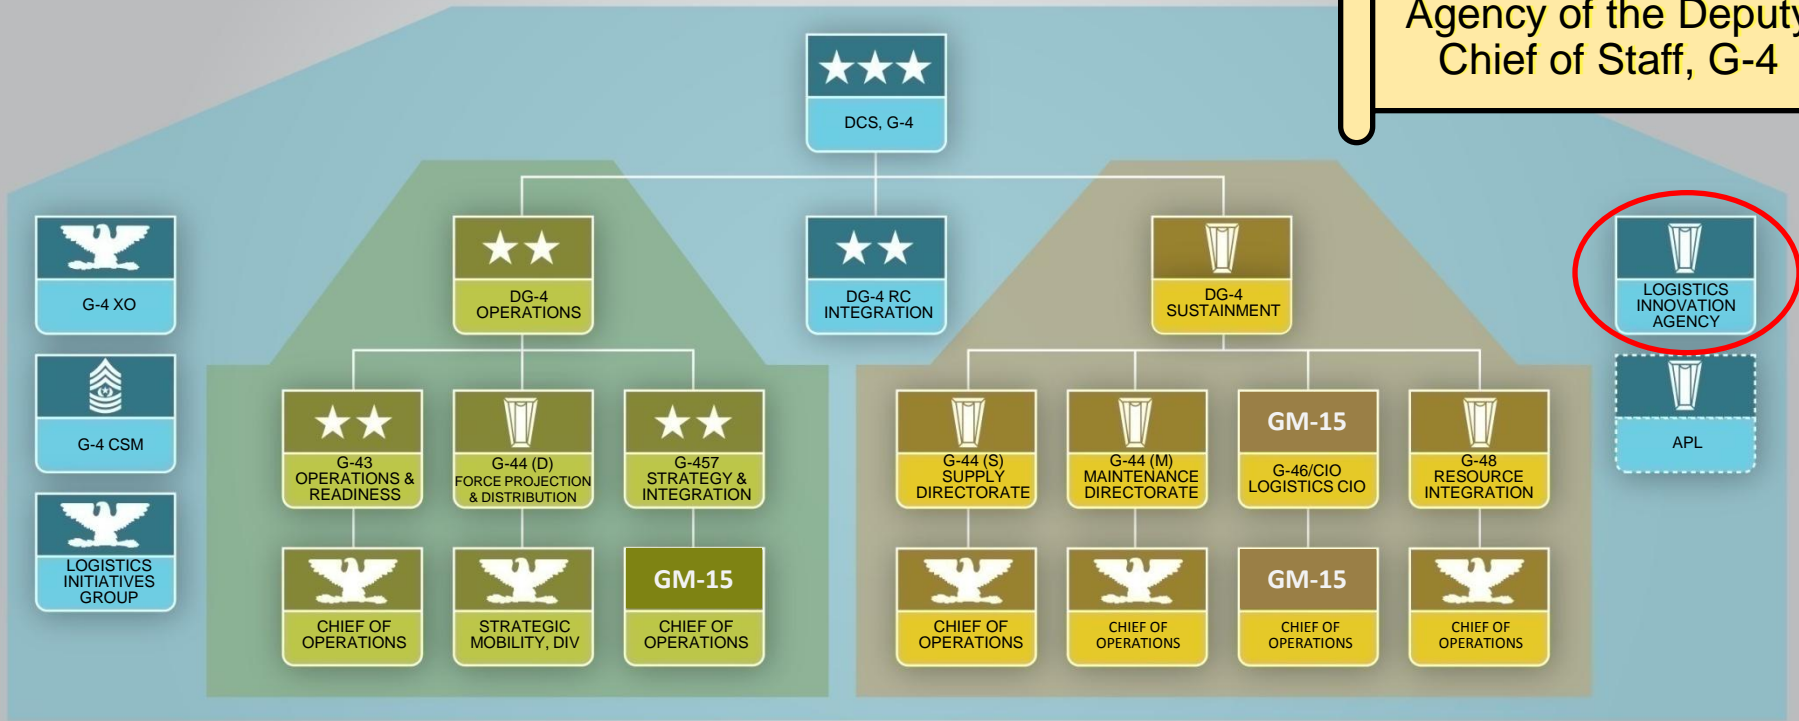 Agency of the Deputy
Chief of Staff, G-4
DCS, G-4
G-4 XO
DG-4
OPERATIONS
DG-4 RC
INTEGRATION
DG-4
SUSTAINMENT
LOGISTICS
INNOVATION
AGENCY
G-4 CSM
G-43
OPERATIONS &
READINESS
G-44 (D)
FORCE PROJECTION
& DISTRIBUTION
G-457
STRATEGY &
INTEGRATION
G-44 (S)
SUPPLY
DIRECTORATE
G-44 (M)
MAINTENANCE
DIRECTORATE
GM-15
G-46/CIO
LOGISTICS CIO
G-48
RESOURCE
INTEGRATION
APL
LOGISTICS
INITIATIVES
GROUP
CHIEF OF
OPERATIONS
STRATEGIC
MOBILITY, DIV
GM-15
CHIEF OF
OPERATIONS
CHIEF OF
OPERATIONS
CHIEF OF
OPERATIONS
GM-15
CHIEF OF
OPERATIONS
CHIEF OF
OPERATIONS